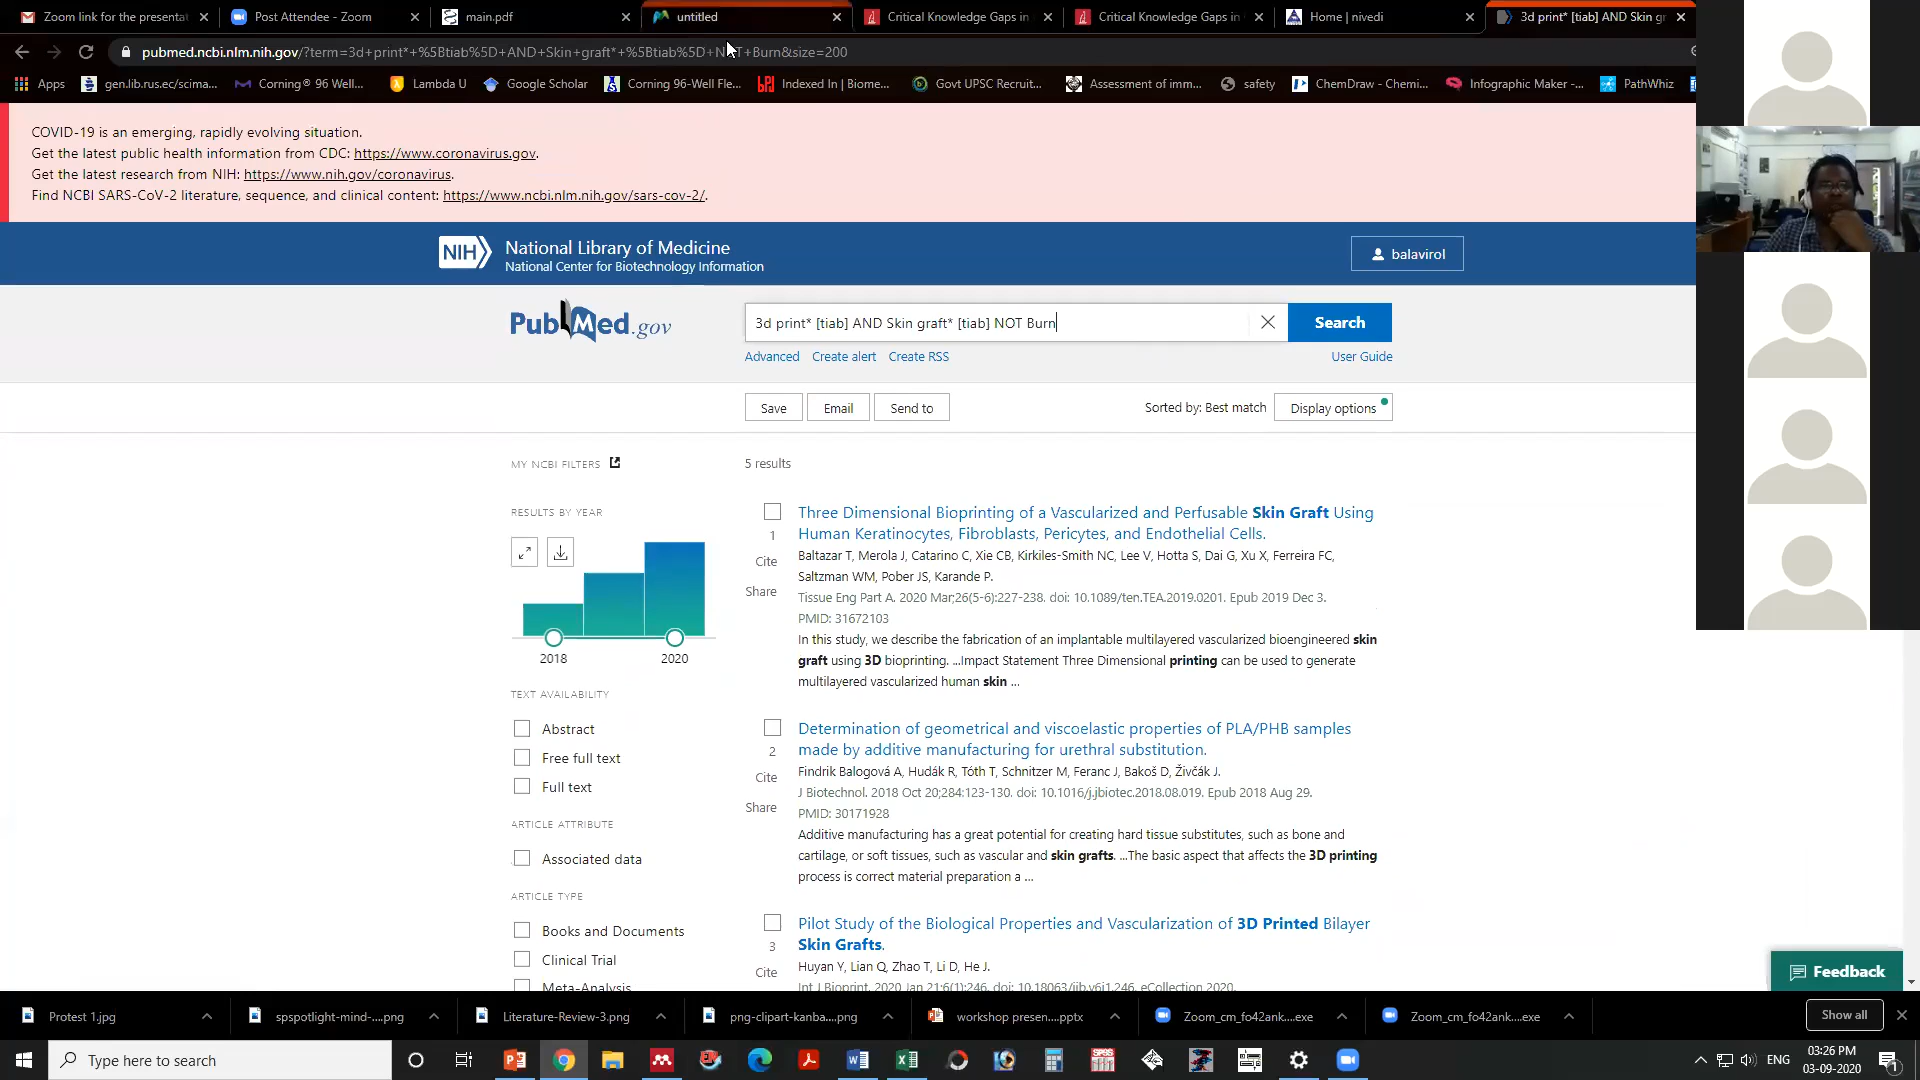 Zoom link for the presentat
Post Attendee - Zoom
main.pdf
untitled
Critical Knowledge Gaps in
Critical Knowledge Gaps in
Home | nivedi
3d print* [tiab] AND Skin gr
pubmed.ncbi.nlm.nih.gov/?term=3d+print*+%5Btiab%5D+AND+Skin+graft*+%5Btiab%5D+NOT+Burn&size=200
Apps
gen.lib.rus.ec/scima...
Corning® 96 Well...
Lambda U
Google Scholar
Corning 96-Well Fle...
Indexed In | Biome...
Govt UPSC Recruit...
Assessment of imm...
safety
ChemDraw - Chemi...
Infographic Maker -...
PathWhiz
COVID-19 is an emerging, rapidly evolving situation.
Get the latest public health information from CDC: https://www.coronavirus.gov.
Get the latest research from NIH: https://www.nih.gov/coronavirus.
Find NCBI SARS-CoV-2 literature, sequence, and clinical content: https://www.ncbi.nlm.nih.gov/sars-cov-2/.
NIH
National Library of Medicine
National Center for Biotechnology Information
balavirol
PubMed.gov
3d print* [tiab] AND Skin graft* [tiab] NOT Burn
Search
Advanced
Create alert
Create RSS
User Guide
Save
Email
Send to
Sorted by: Best match
Display options
MY NCBI FILTERS
5 results
RESULTS BY YEAR
2018
2020
TEXT AVAILABILITY
Abstract
Free full text
Full text
ARTICLE ATTRIBUTE
Associated data
ARTICLE TYPE
Books and Documents
Clinical Trial
Meta-Analysis
1
Cite
Share
Three Dimensional Bioprinting of a Vascularized and Perfusable Skin Graft Using
Human Keratinocytes, Fibroblasts, Pericytes, and Endothelial Cells.
Baltazar T, Merola J, Catarino C, Xie CB, Kirkiles-Smith NC, Lee V, Hotta S, Dai G, Xu X, Ferreira FC,
Saltzman WM, Pober JS, Karande P.
Tissue Eng Part A. 2020 Mar;26(5-6):227-238. doi: 10.1089/ten.TEA.2019.0201. Epub 2019 Dec 3.
PMID: 31672103
In this study, we describe the fabrication of an implantable multilayered vascularized bioengineered skin
graft using 3D bioprinting. ...Impact Statement Three Dimensional printing can be used to generate
multilayered vascularized human skin ...
2
Cite
Share
Determination of geometrical and viscoelastic properties of PLA/PHB samples
made by additive manufacturing for urethral substitution.
Findrik Balogová A, Hudák R, Tóth T, Schnitzer M, Feranc J, Bakoš D, Živčák J.
J Biotechnol. 2018 Oct 20;284:123-130. doi: 10.1016/j.jbiotec.2018.08.019. Epub 2018 Aug 29.
PMID: 30171928
Additive manufacturing has a great potential for creating hard tissue substitutes, such as bone and
cartilage, or soft tissues, such as vascular and skin grafts. ...The basic aspect that affects the 3D printing
process is correct material preparation a ...
3
Cite
Pilot Study of the Biological Properties and Vascularization of 3D Printed Bilayer
Skin Grafts.
Huyan Y, Lian Q, Zhao T, Li D, He J.
Int J Bioprint. 2020 Jan 21;6(1):246. doi: 10.18063/ijb.v6i1.246. eCollection 2020.
Feedback
Protest 1.jpg
spspotlight-mind-....png
Literature-Review-3.png
png-clipart-kanba....png
workshop presen....pptx
Zoom_cm_fo42ank....exe
Zoom_cm_fo42ank....exe
Show all
Type here to search
ENG
03:26 PM
03-09-2020
1